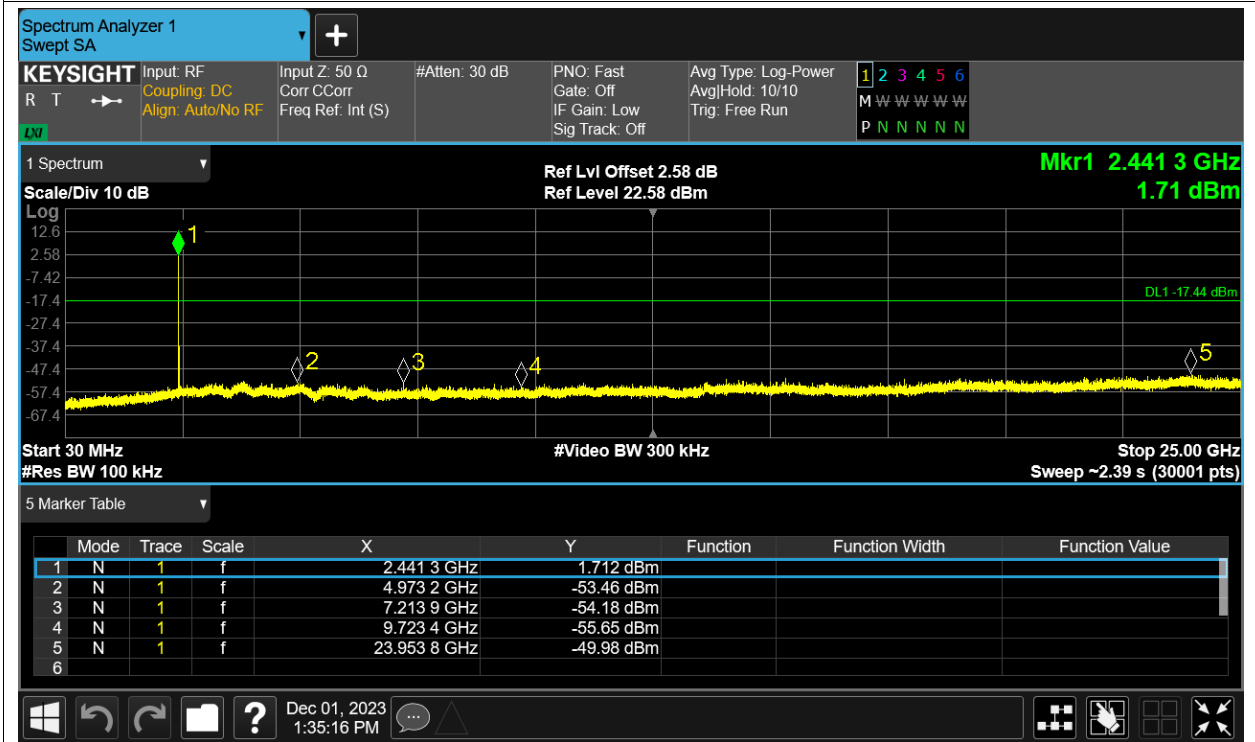 Spectrum Analyzer 1
Swept SA
+
KEYSIGHT
R T
LXI
Input: RF
Coupling: DC
Align: Auto/No RF
Input Z: 50 Ω
Corr CCorr
Freq Ref: Int (S)
#Atten: 30 dB
PNO: Fast
Gate: Off
IF Gain: Low
Sig Track: Off
Avg Type: Log-Power
Avg|Hold: 10/10
Trig: Free Run
1 2 3 4 5 6
M W W W W W
P N N N N N
1 Spectrum
Scale/Div 10 dB
Ref Lvl Offset 2.58 dB
Ref Level 22.58 dBm
Mkr1 2.441 3 GHz
1.71 dBm
Log
12.6
2.58
-7.42
-17.4
-27.4
-37.4
-47.4
-57.4
-67.4
1
2
3
4
5
DL1 -17.44 dBm
Start 30 MHz
#Res BW 100 kHz
#Video BW 300 kHz
Stop 25.00 GHz
Sweep ~2.39 s (30001 pts)
5 Marker Table
Mode Trace Scale X Y Function Function Width Function Value
1 N 1 f 2.441 3 GHz 1.712 dBm
2 N 1 f 4.973 2 GHz -53.46 dBm
3 N 1 f 7.213 9 GHz -54.18 dBm
4 N 1 f 9.723 4 GHz -55.65 dBm
5 N 1 f 23.953 8 GHz -49.98 dBm
6
?
Dec 01, 2023
1:35:16 PM